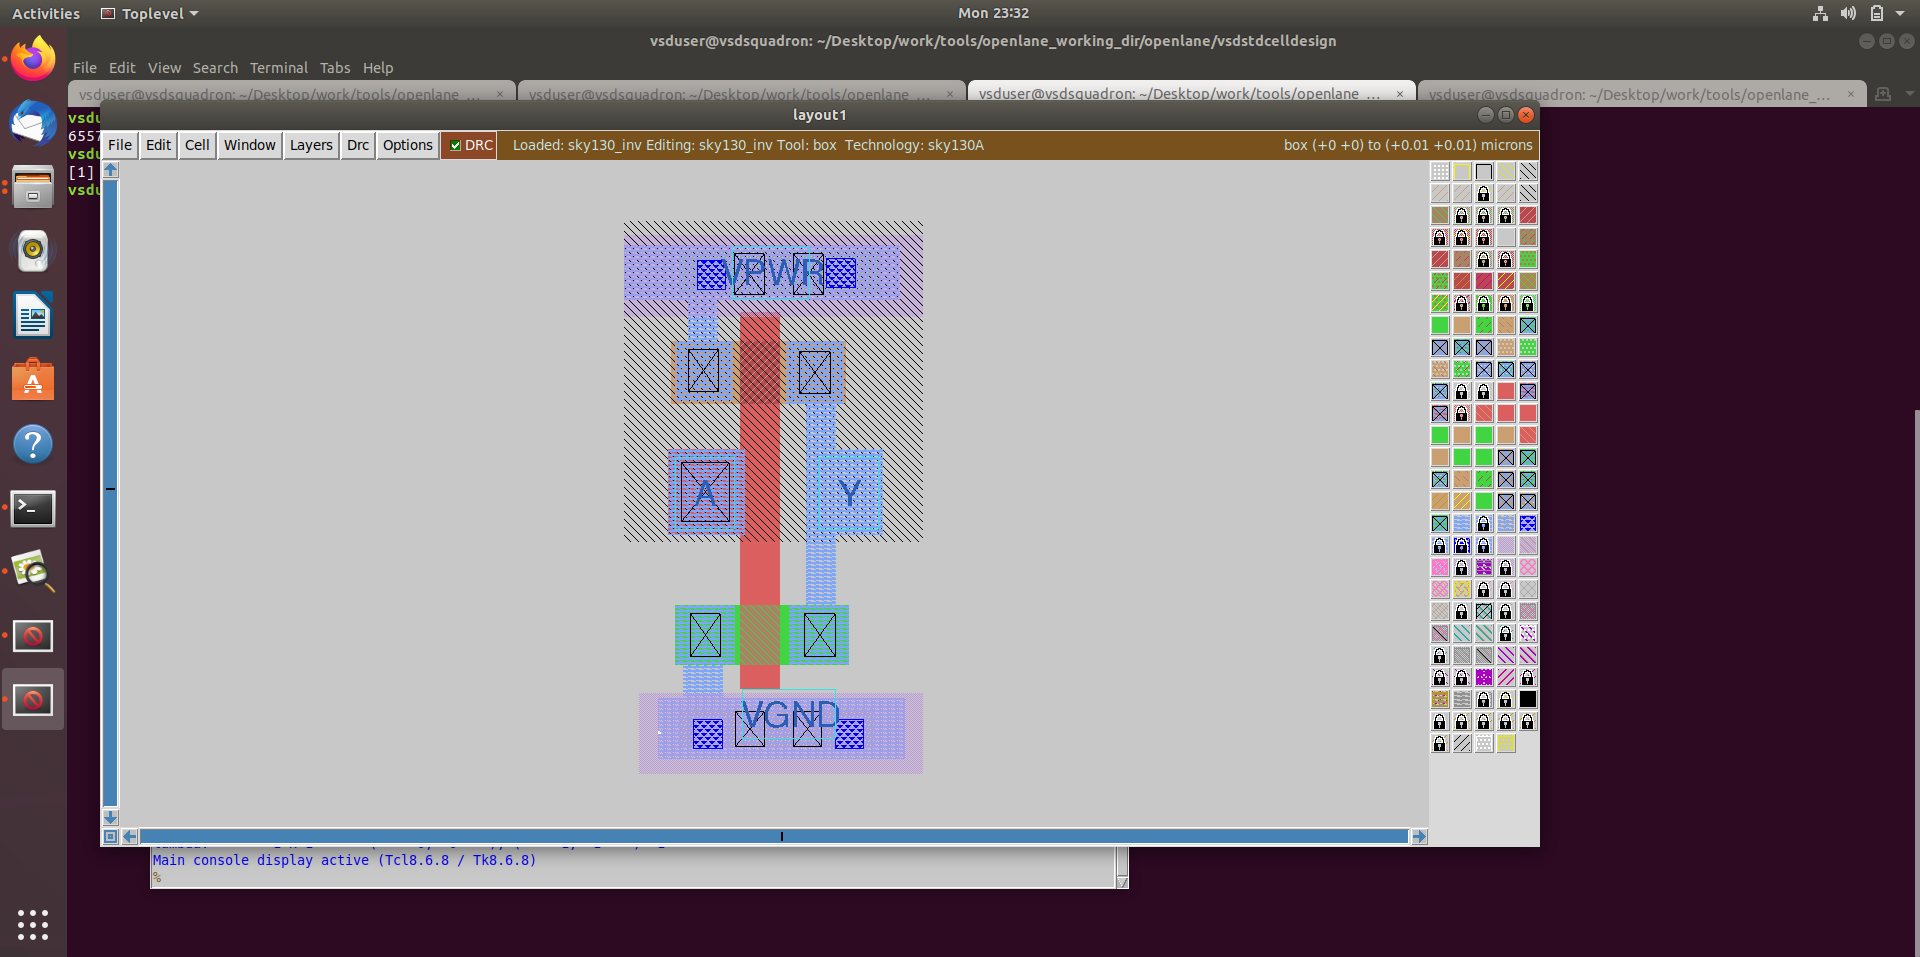 Activities
Toplevel
Mon 23:32
vsduser@vsdsquadron: ~/Desktop/work/tools/openlane_working_dir/openlane/vsdstdcelldesign
File Edit View Search Terminal Tabs Help
vsduser@vsdsquadron: ~/Desktop/work/tools/openlane_... ×
vsduser@vsdsquadron: ~/Desktop/work/tools/openlane_... ×
vsduser@vsdsquadron: ~/Desktop/work/tools/openlane_... ×
vsduser@vsdsquadron: ~/Desktop/work/tools/openlane_... ×
vsdu
6557
vsdu
[1]
vsdu
layout1
File Edit Cell Window Layers Drc Options DRC
Loaded: sky130_inv Editing: sky130_inv Tool: box Technology: sky130A
box (+0 +0) to (+0.01 +0.01) microns
VPWR
A
Y
VGND
Main console display active (Tcl8.6.8 / Tk8.6.8)
%